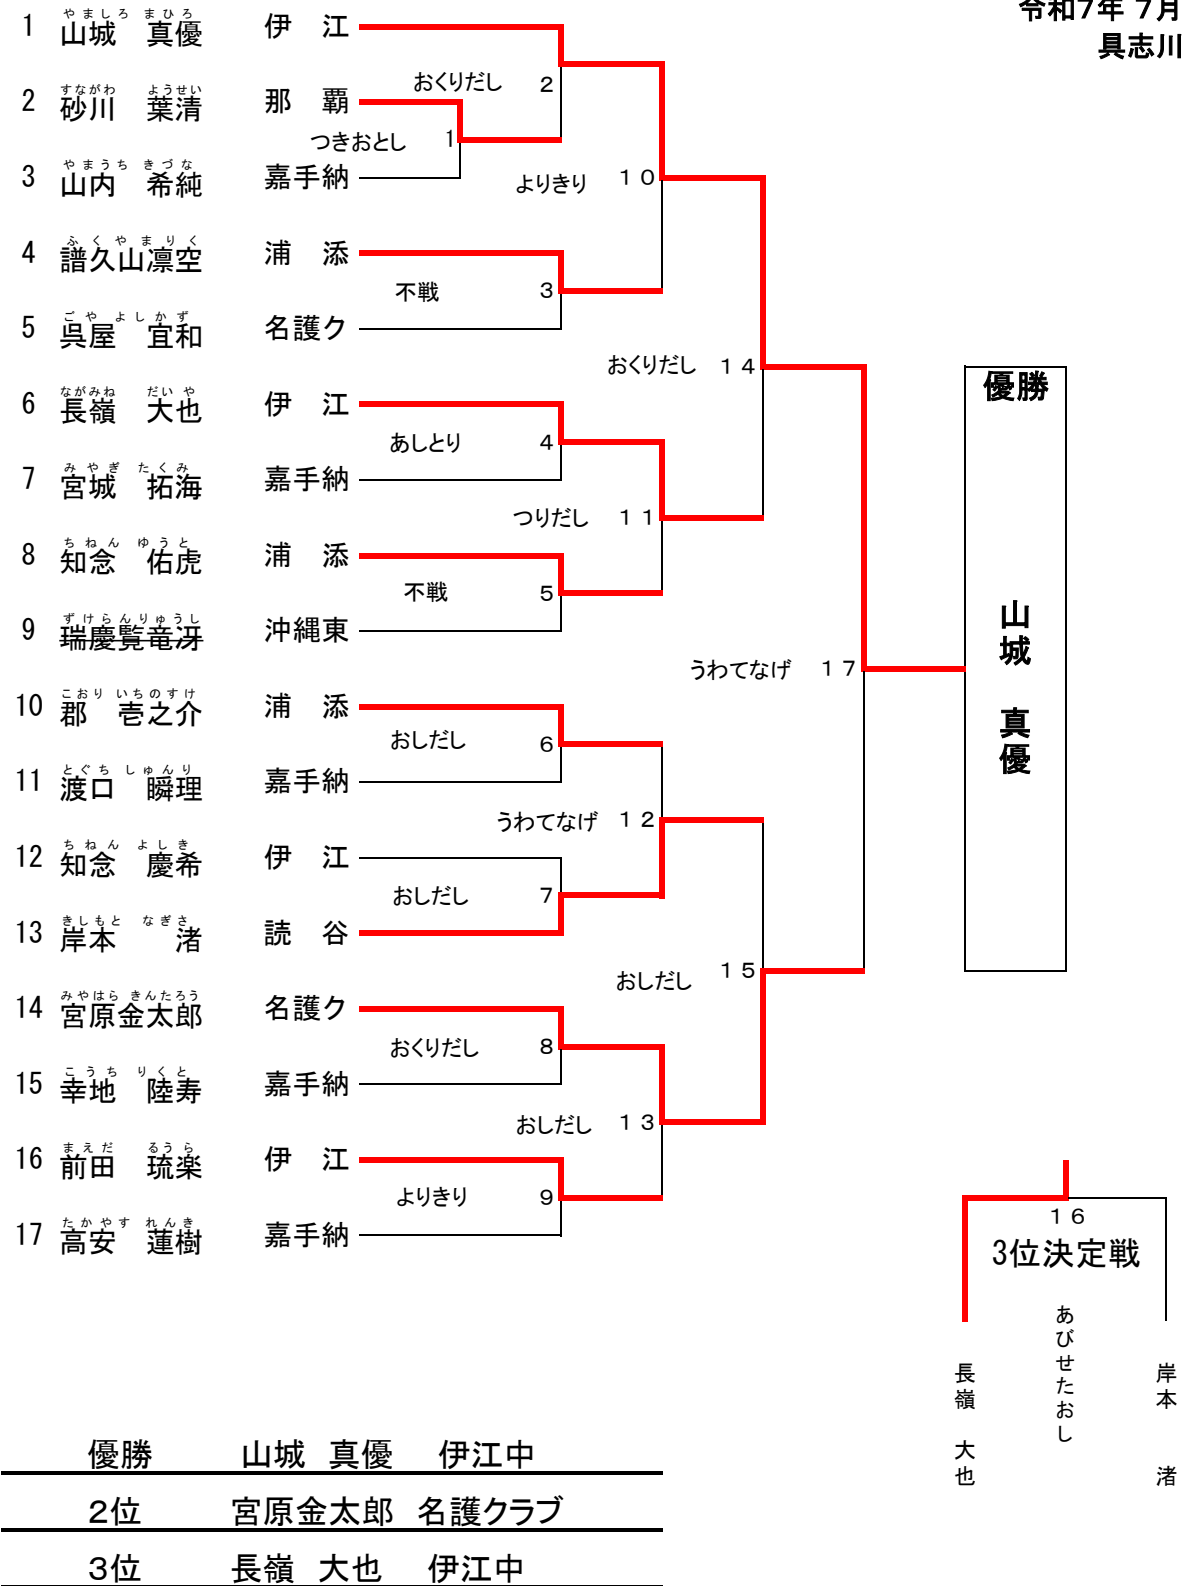 令和7年 7月
具志川
やましろ まひろ
1 山城 真優 伊 江
おくりだし 2
すながわ ようせい
2 砂川 葉清 那 覇
つきおとし 1
やまうち きづな
3 山内 希純 嘉手納
よりきり 10
ふくやまりく
4 譜久山凛空 浦 添
不戦 3
ごや よしかず
5 呉屋 宜和 名護ク
おくりだし 14
ながみね だいや
6 長嶺 大也 伊 江
あしとり 4
みやぎ たくみ
7 宮城 拓海 嘉手納
つりだし 11
ちねん ゆうと
8 知念 佑虎 浦 添
不戦 5
ずけらんりゅうし
9 瑞慶覧竜冴 沖縄東
うわてなげ 17
こおり いちのすけ
10 郡 壱之介 浦 添
おしだし 6
とぐち しゅんり
11 渡口 瞬理 嘉手納
うわてなげ 12
ちねん よしき
12 知念 慶希 伊 江
おしだし 7
きしもと なぎさ
13 岸本 渚 読 谷
おしだし 15
みやはら きんたろう
14 宮原金太郎 名護ク
おくりだし 8
こうち りくと
15 幸地 陸寿 嘉手納
おしだし 13
まえだ るうら
16 前田 琉楽 伊 江
よりきり 9
たかやす れんき
17 高安 蓮樹 嘉手納
優勝
山城 真優
16
3位決定戦
あびせたおし
長嶺 大也
岸本 渚
優勝 山城 真優 伊江中
2位 宮原金太郎 名護クラブ
3位 長嶺 大也 伊江中